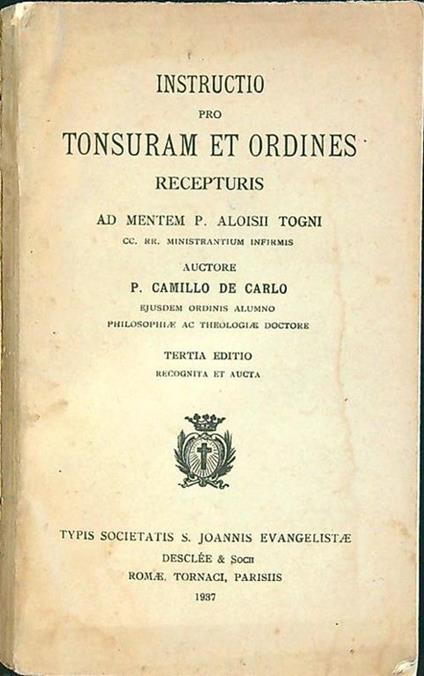 INSTRUCTIO
PRO
TONSURAM ET ORDINES
RECEPTURIS
AD MENTEM P. ALOISII TOGNI
CC. RR. MINISTRANTIUM INFIRMIS
AUCTORE
P. CAMILLO DE CARLO
EJUSDEM ORDINIS ALUMNO
PHILOSOPHIÆ AC THEOLOGIÆ DOCTORE
TERTIA EDITIO
RECOGNITA ET AUCTA
TYPIS SOCIETATIS S. JOANNIS EVANGELISTÆ
DESCLÉE & SOCII
ROMÆ, TORNACI, PARISIIS
1937